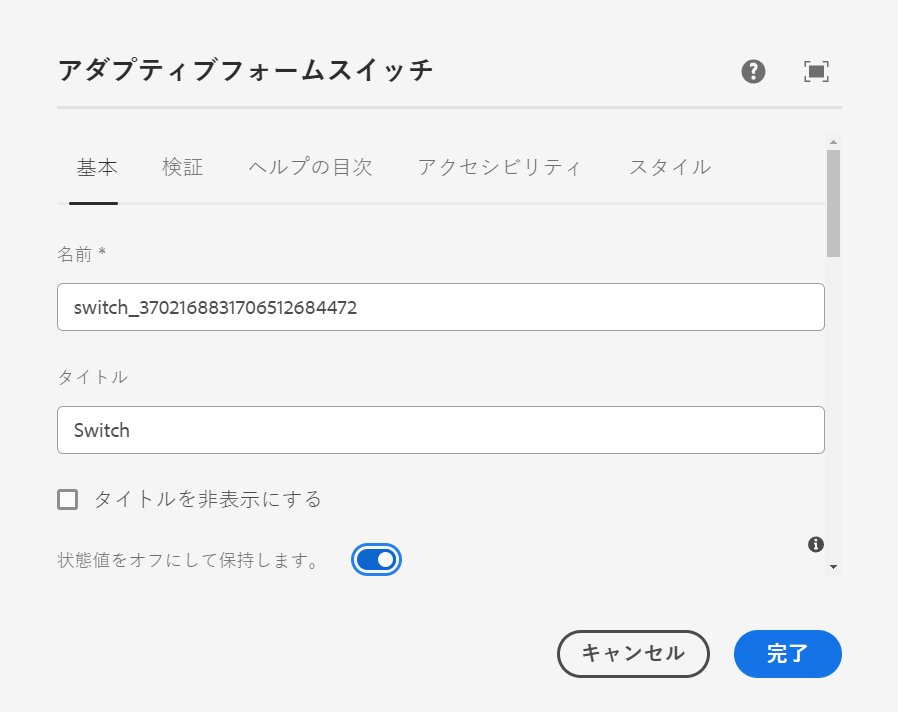 アダプティブフォームスイッチ
基本 検証 ヘルプの目次 アクセシビリティ スタイル
名前 *
switch_3702168831706512684472
タイトル
Switch
タイトルを非表示にする
状態値をオフにして保持します。
キャンセル 完了